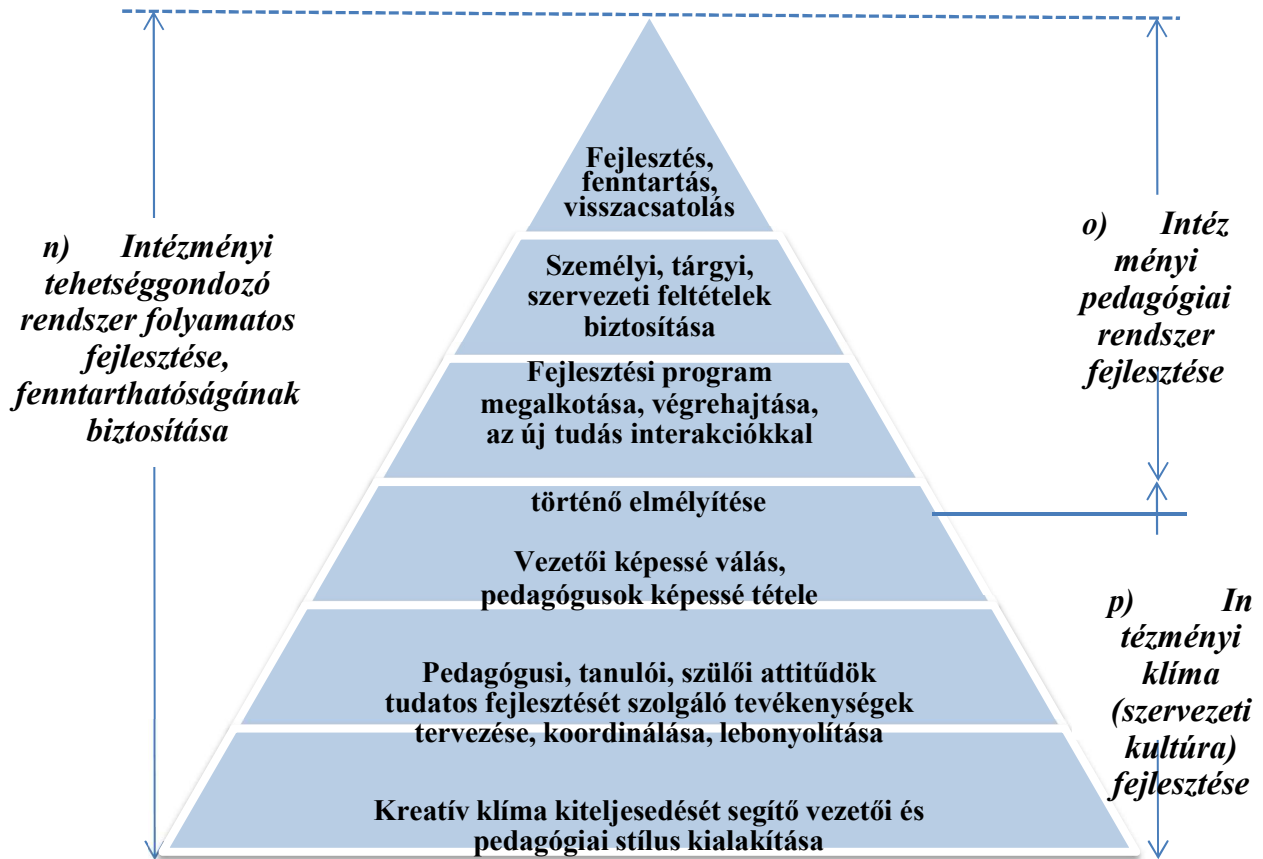 Fejlesztés,
fenntartás,
visszacsatolás
Személyi, tárgyi,
szervezeti feltételek
biztosítása
Fejlesztési program
megalkotása, végrehajtása,
az új tudás interakciókkal
történő elmélyítése
Vezetői képessé válás,
pedagógusok képessé tétele
Pedagógusi, tanulói, szülői attitűdök
tudatos fejlesztését szolgáló tevékenységek
tervezése, koordinálása, lebonyolítása
Kreatív klíma kiteljesedését segítő vezetői és
pedagógiai stílus kialakítása
n) Intézményi
tehetséggondozó
rendszer folyamatos
fejlesztése,
fenntarthatóságának
biztosítása
o) Intéz
ményi
pedagógiai
rendszer
fejlesztése
p) In
tézményi
klíma
(szervezeti
kultúra)
fejlesztése